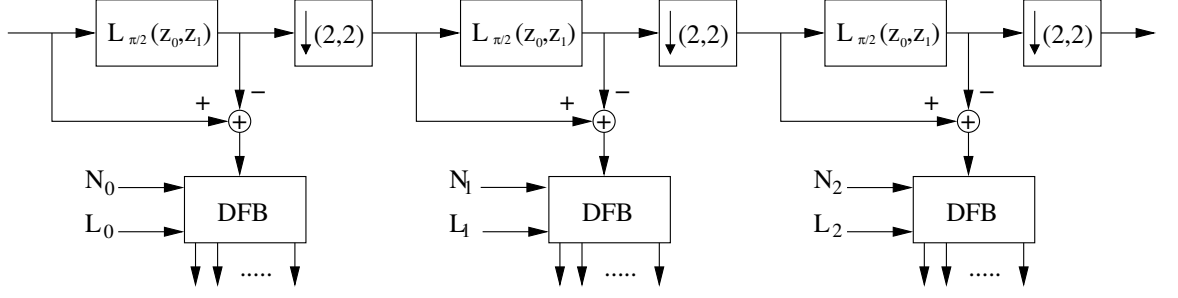 L π/2 (z0,z1) ↓ (2,2) L π/2 (z0,z1) ↓ (2,2) L π/2 (z0,z1) ↓ (2,2)
+ − + − + −
+ + +
N0 N1 N2
DFB DFB DFB
L0 L1 L2
..... ..... .....